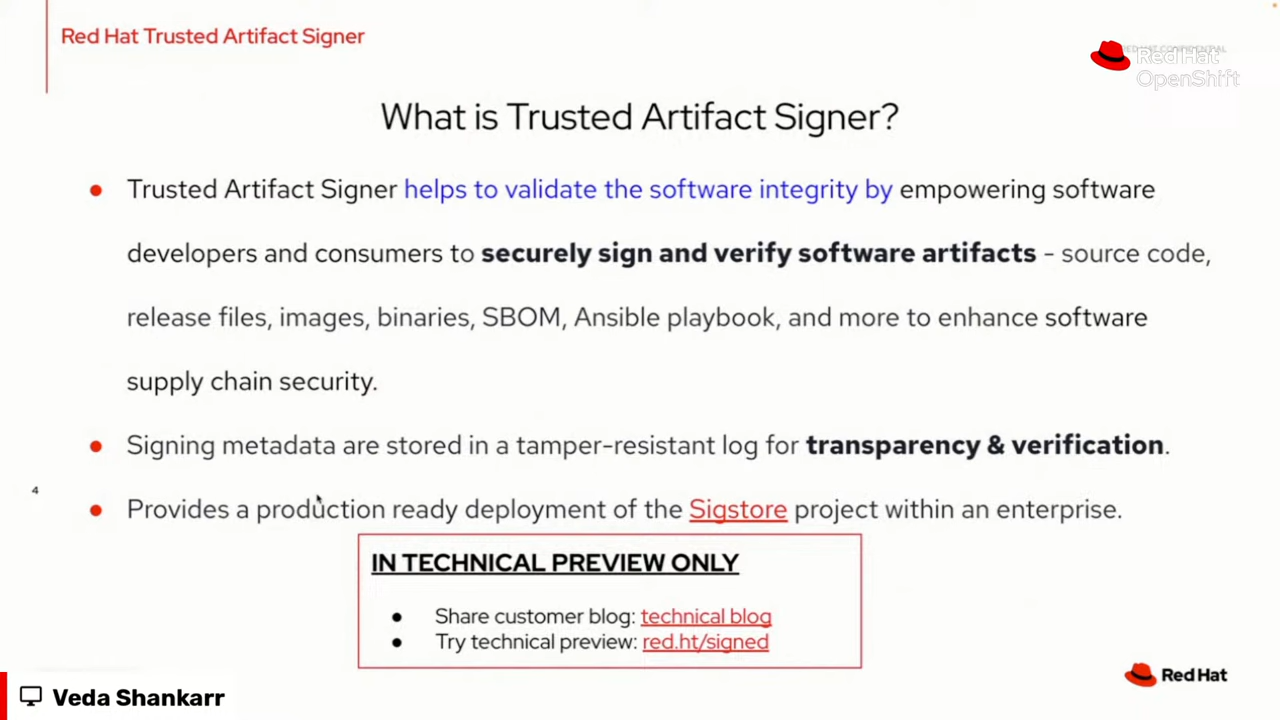 Red Hat Trusted Artifact Signer
RED HAT CONFIDENTIAL
Red Hat
OpenShift
What is Trusted Artifact Signer?
● Trusted Artifact Signer helps to validate the software integrity by empowering software
developers and consumers to securely sign and verify software artifacts - source code,
release files, images, binaries, SBOM, Ansible playbook, and more to enhance software
supply chain security.
● Signing metadata are stored in a tamper-resistant log for transparency & verification.
4
● Provides a production ready deployment of the Sigstore project within an enterprise.
IN TECHNICAL PREVIEW ONLY
● Share customer blog: technical blog
● Try technical preview: red.ht/signed
Red Hat
Veda Shankarr